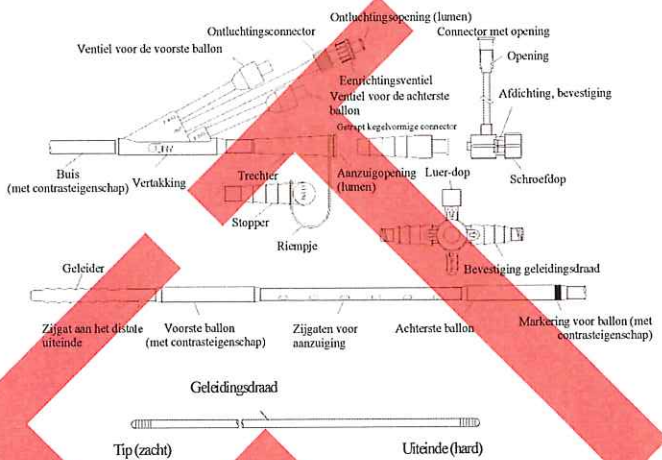 Ontluchtingsopening (lumen)
Ontluchtingsconnector
Connector met opening
Ventiel voor de voorste ballon
Opening
Eenrichtingsventiel
Afdichting, bevestiging
Ventiel voor de achterste
ballon
Getrapt kegelvormige connector
Buis
(met contrasteigenschap)
Vertakking
Trechter
Aanzuigopening
(lumen)
Luer-dop
Schroefdop
Stopper
Riempje
Geleider
Bevestiging geleidingsdraad
Zijgat aan het distale
uiteinde
Voorste ballon
(met contrasteigenschap)
Zijgaten voor
aanzuiging
Achterste ballon
Markering voor ballon (met
contrasteigenschap)
Geleidingsdraad
Tip (zacht)
Uiteinde (hard)